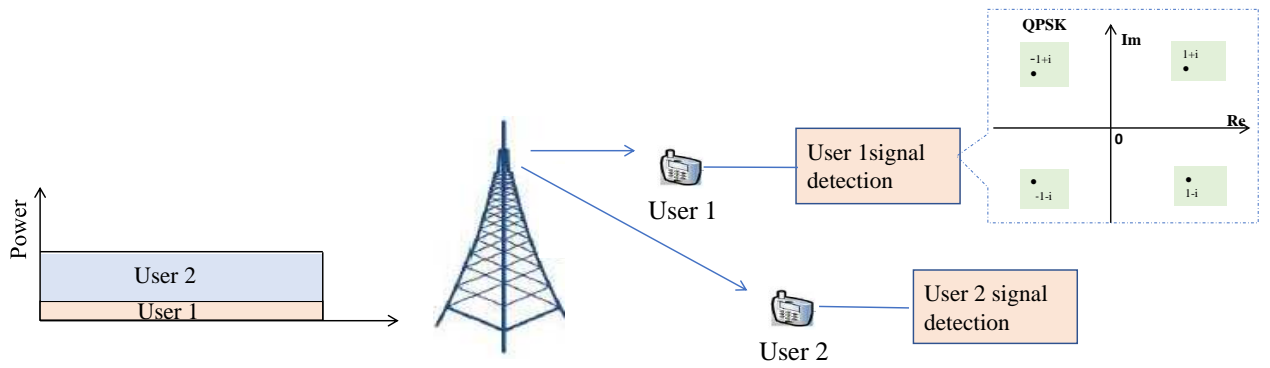 Power
User 2
User 1
User 1
User 2
User 1signal
detection
User 2 signal
detection
QPSK
Im
Re
0
-1+i
1+i
-1-i
1-i